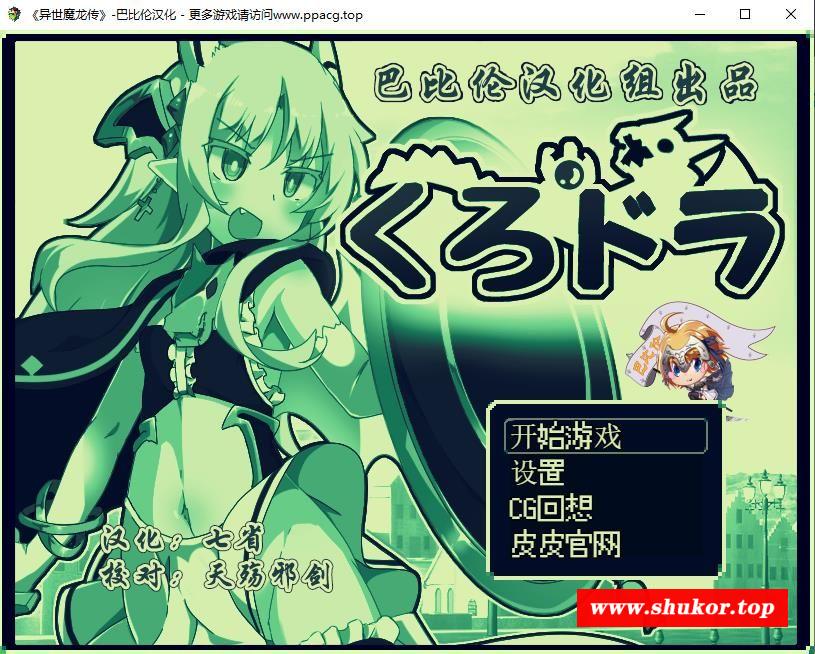 《异世魔龙传》-巴比伦汉化 - 更多游戏请访问www.ppacg.top
巴比伦汉化组出品
くろドラ
巴比伦
开始游戏
设置
CG回想
皮皮官网
汉化：七省
校对：天殇邪剑
www.shukor.top